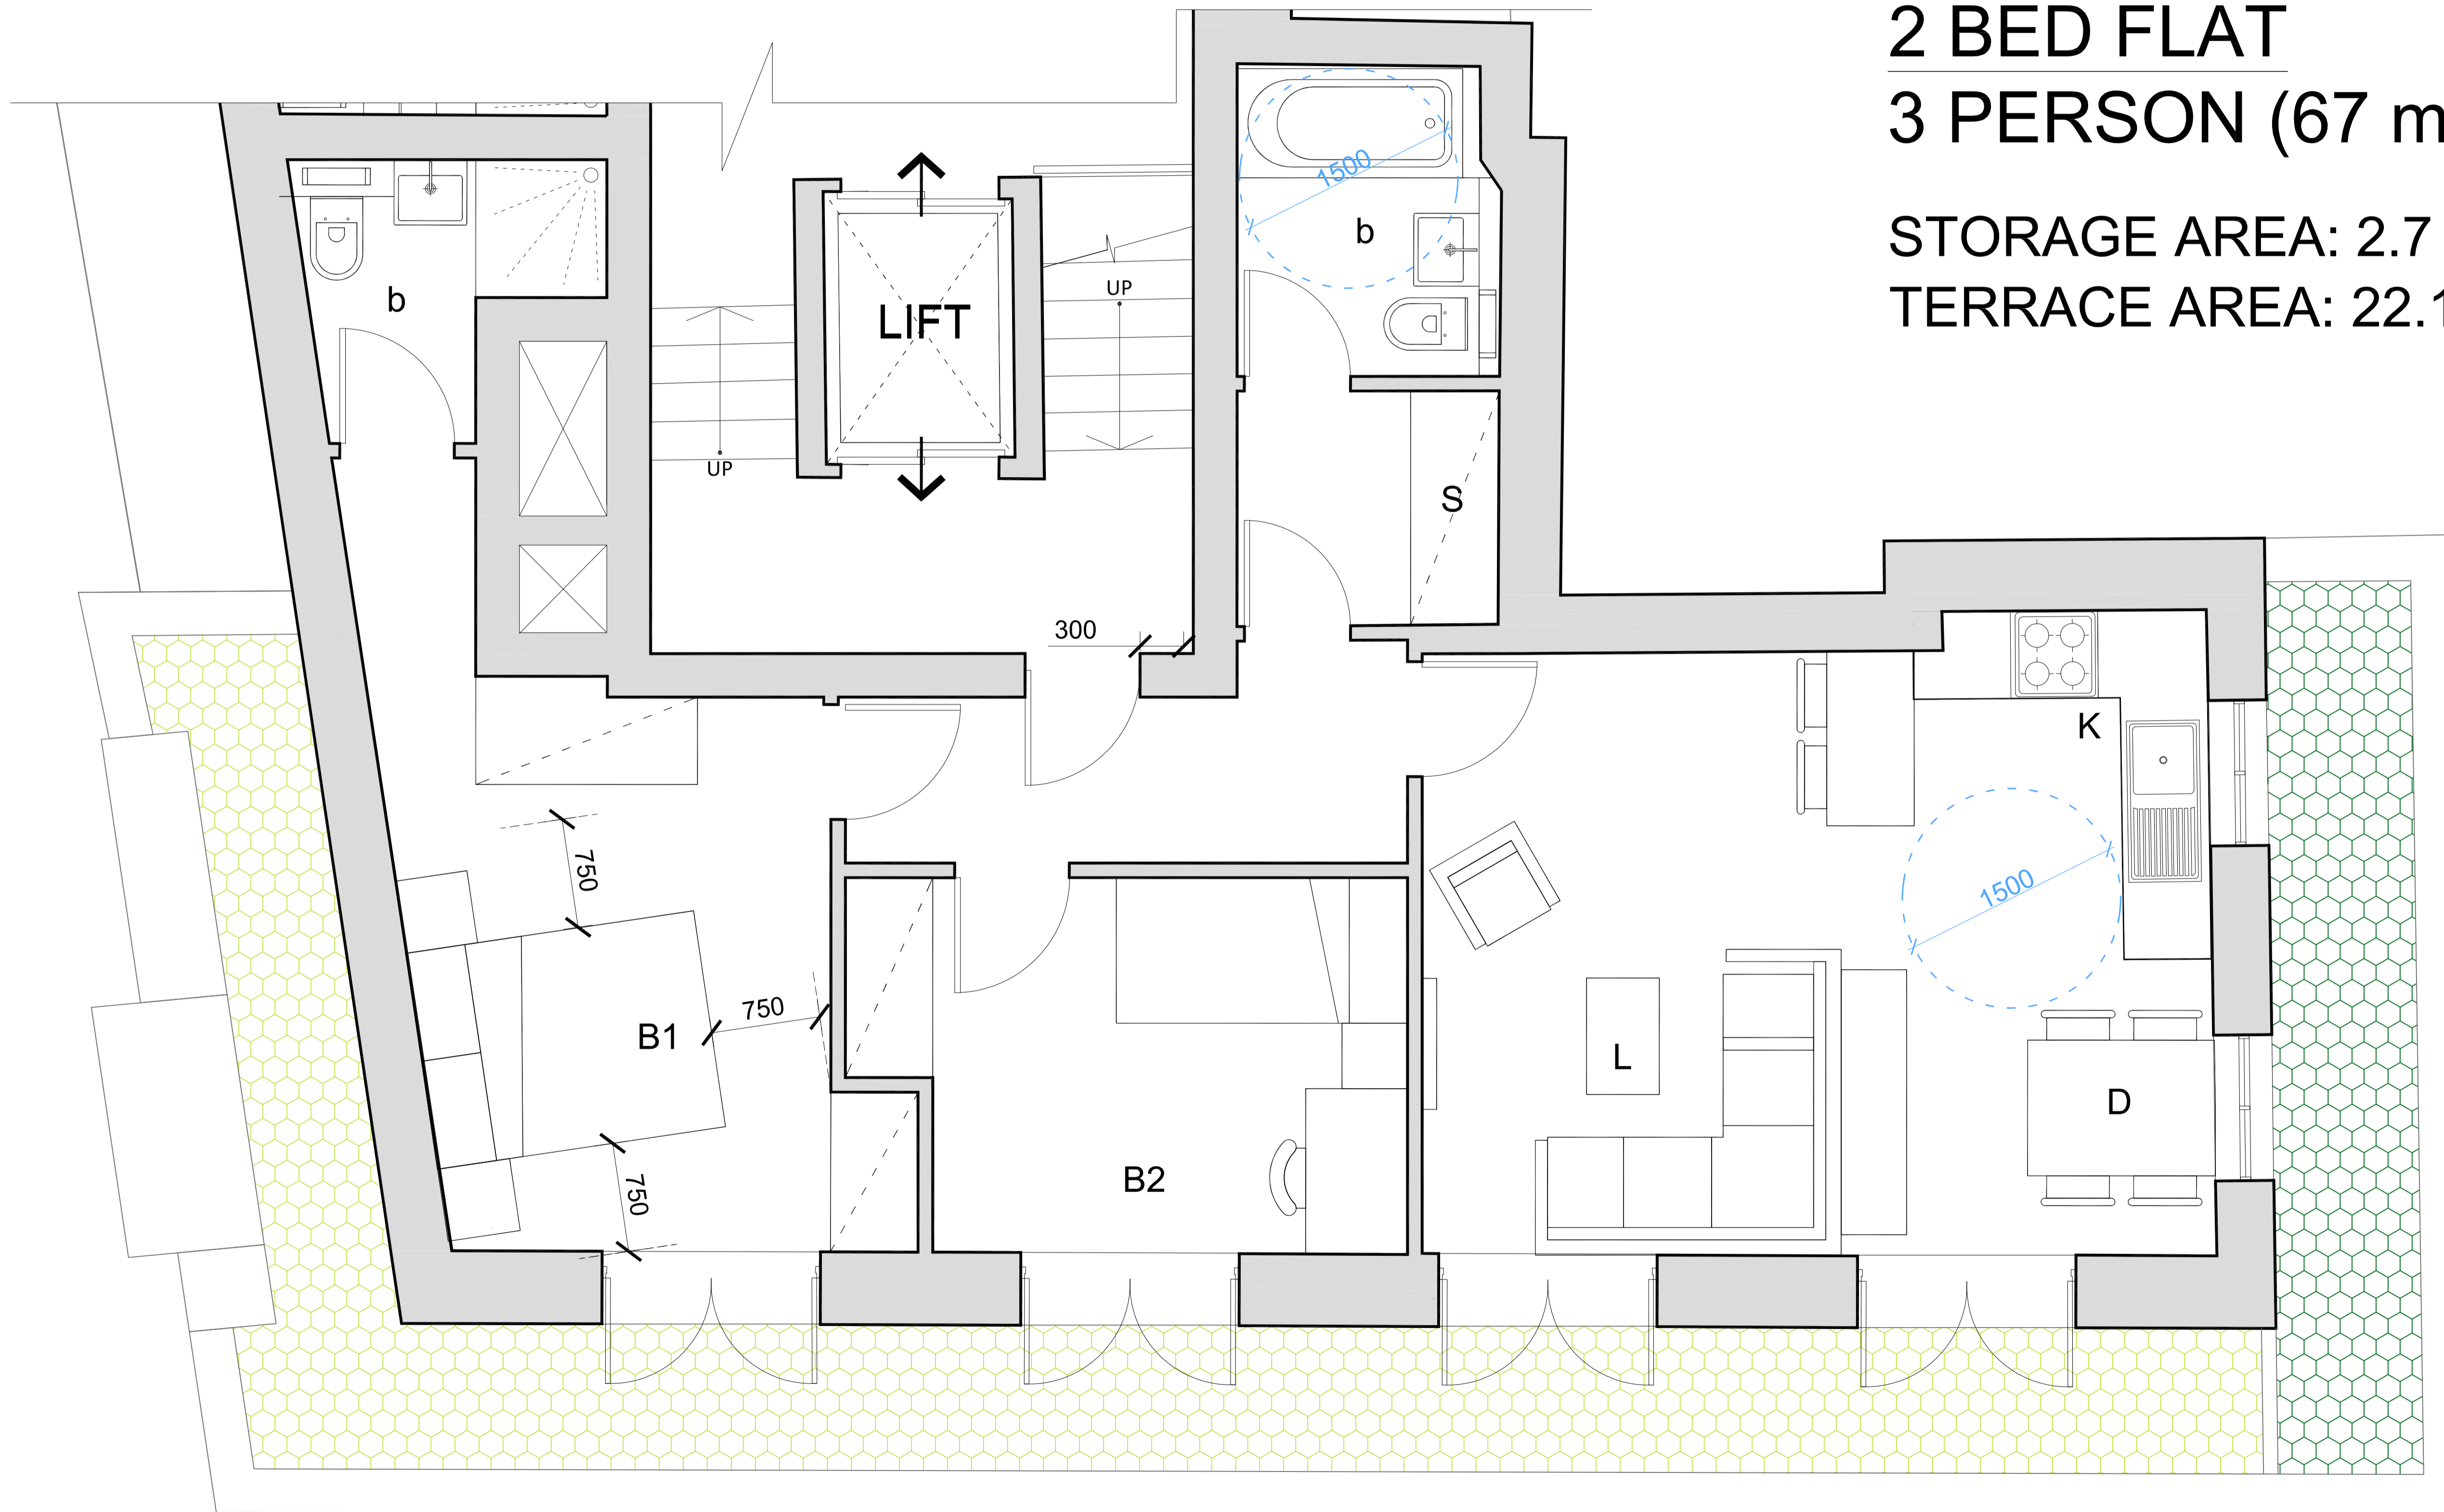 2 BED FLAT
3 PERSON (67 m
STORAGE AREA: 2.7
TERRACE AREA: 22.1
1500
b
b
LIFT
UP
UP
S
300
K
750
1500
750
B1
L
D
B2
750